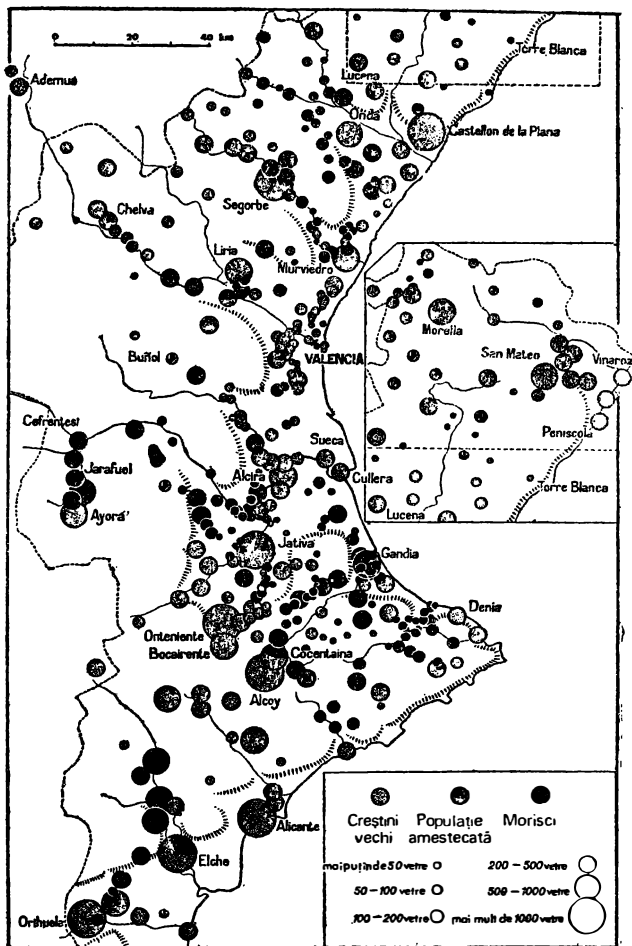 0 20 40 km
Ademus
Lucena
Torre Blanca
Onda
Castellon de la Plana
Segorbe
Chelva
Liria
Murviedro
Morella
San Mateo
Vinaroz
VALENCIA
Buñol
Peniscola
Cofrentes
Sueca
Jarafuel
Alcira
Cullera
Torre Blanca
Ayora
Lucena
Jativa
Gandia
Denia
Onteniente
Bocairente
Cocentaina
Alcoy
Alicante
Elche
Orihuela
Creștini vechi
Populație amestecată
Morisci
mai puțin de 50 vetre
200 – 500 vetre
50 – 100 vetre
500 – 1000 vetre
100 – 200 vetre
mai mult de 1000 vetre